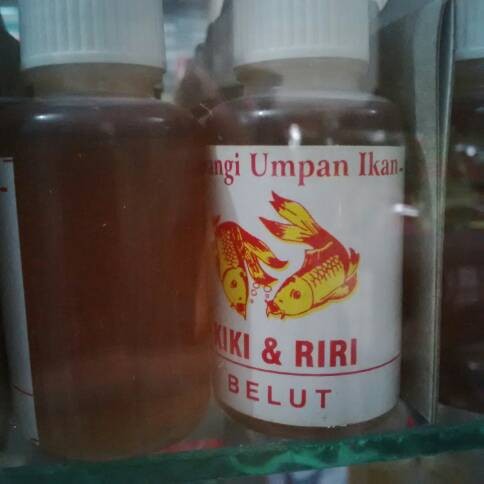 Umpan Ikan
KIKI & RIRI
BELUT